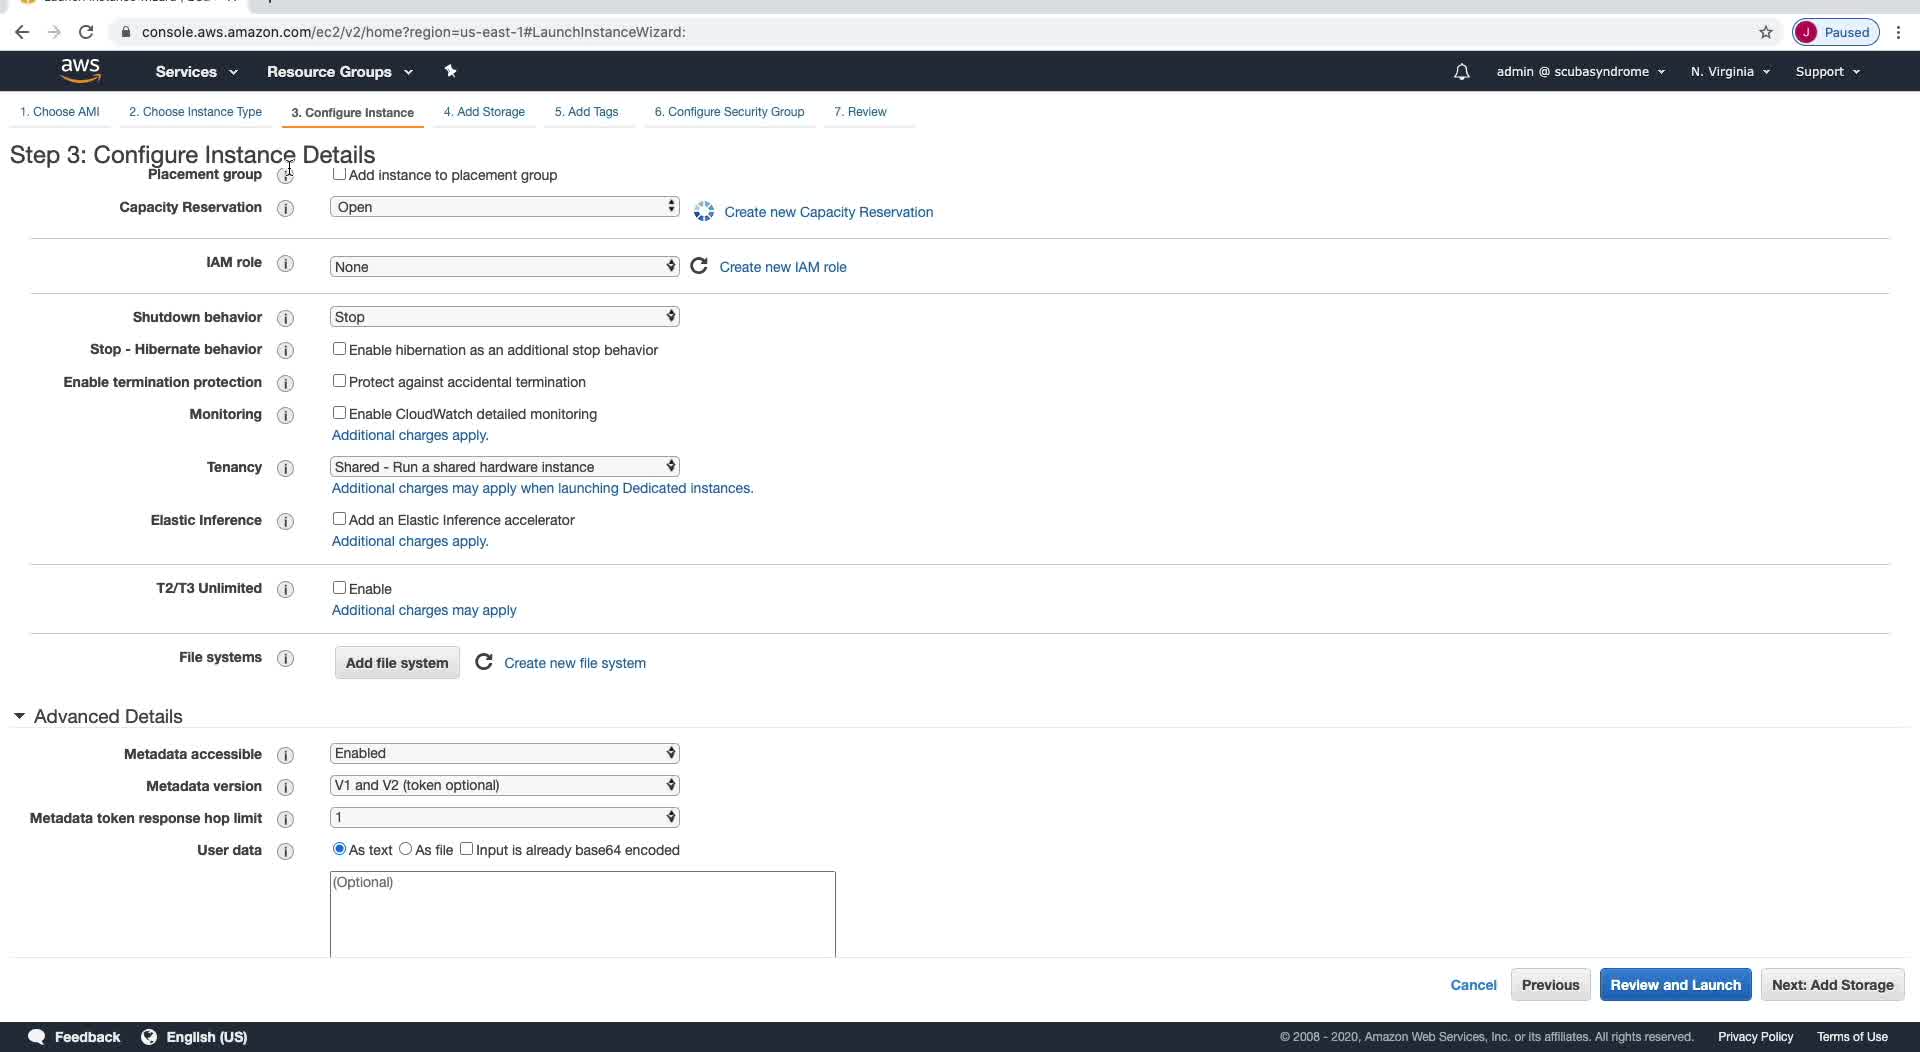 console.aws.amazon.com/ec2/v2/home?region=us-east-1#LaunchInstanceWizard:
J Paused
aws Services Resource Groups admin @ scubasyndrome N. Virginia Support
1. Choose AMI 2. Choose Instance Type 3. Configure Instance 4. Add Storage 5. Add Tags 6. Configure Security Group 7. Review
Step 3: Configure Instance Details
Placement group i Add instance to placement group
Capacity Reservation i Open Create new Capacity Reservation
IAM role i None Create new IAM role
Shutdown behavior i Stop
Stop - Hibernate behavior i Enable hibernation as an additional stop behavior
Enable termination protection i Protect against accidental termination
Monitoring i Enable CloudWatch detailed monitoring
Additional charges apply.
Tenancy i Shared - Run a shared hardware instance
Additional charges may apply when launching Dedicated instances.
Elastic Inference i Add an Elastic Inference accelerator
Additional charges apply.
T2/T3 Unlimited i Enable
Additional charges may apply
File systems i Add file system Create new file system
Advanced Details
Metadata accessible i Enabled
Metadata version i V1 and V2 (token optional)
Metadata token response hop limit i 1
User data i As text As file Input is already base64 encoded
(Optional)
Cancel Previous Review and Launch Next: Add Storage
Feedback English (US) © 2008 - 2020, Amazon Web Services, Inc. or its affiliates. All rights reserved. Privacy Policy Terms of Use